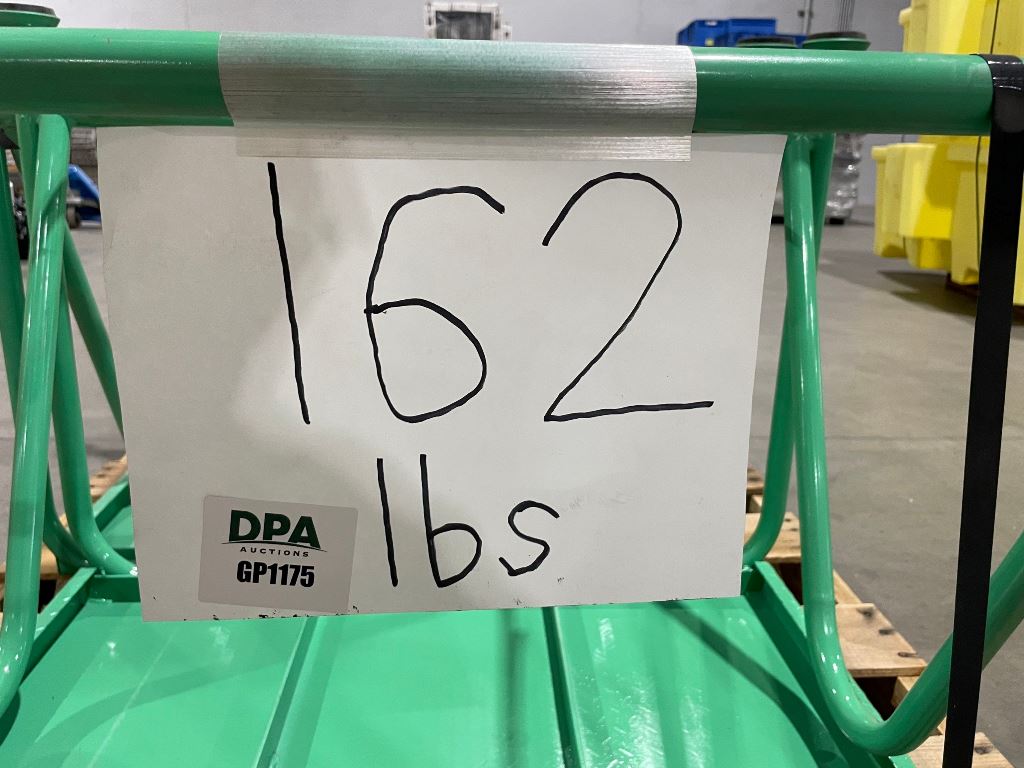 162
lbs
DPA
AUCTIONS
GP1175